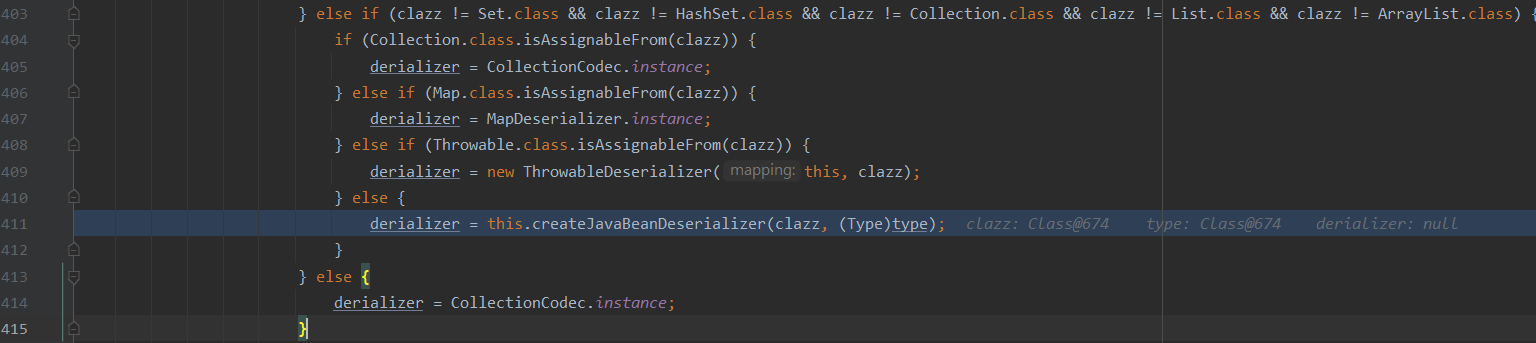 403 } else if (clazz != Set.class && clazz != HashSet.class && clazz != Collection.class && clazz != List.class && clazz != ArrayList.class) {
404 if (Collection.class.isAssignableFrom(clazz)) {
405 derializer = CollectionCodec.instance;
406 } else if (Map.class.isAssignableFrom(clazz)) {
407 derializer = MapDeserializer.instance;
408 } else if (Throwable.class.isAssignableFrom(clazz)) {
409 derializer = new ThrowableDeserializer( mapping: this, clazz);
410 } else {
411 derializer = this.createJavaBeanDeserializer(clazz, (Type)type); clazz: Class@674 type: Class@674 derializer: null
412 }
413 } else {
414 derializer = CollectionCodec.instance;
415 }